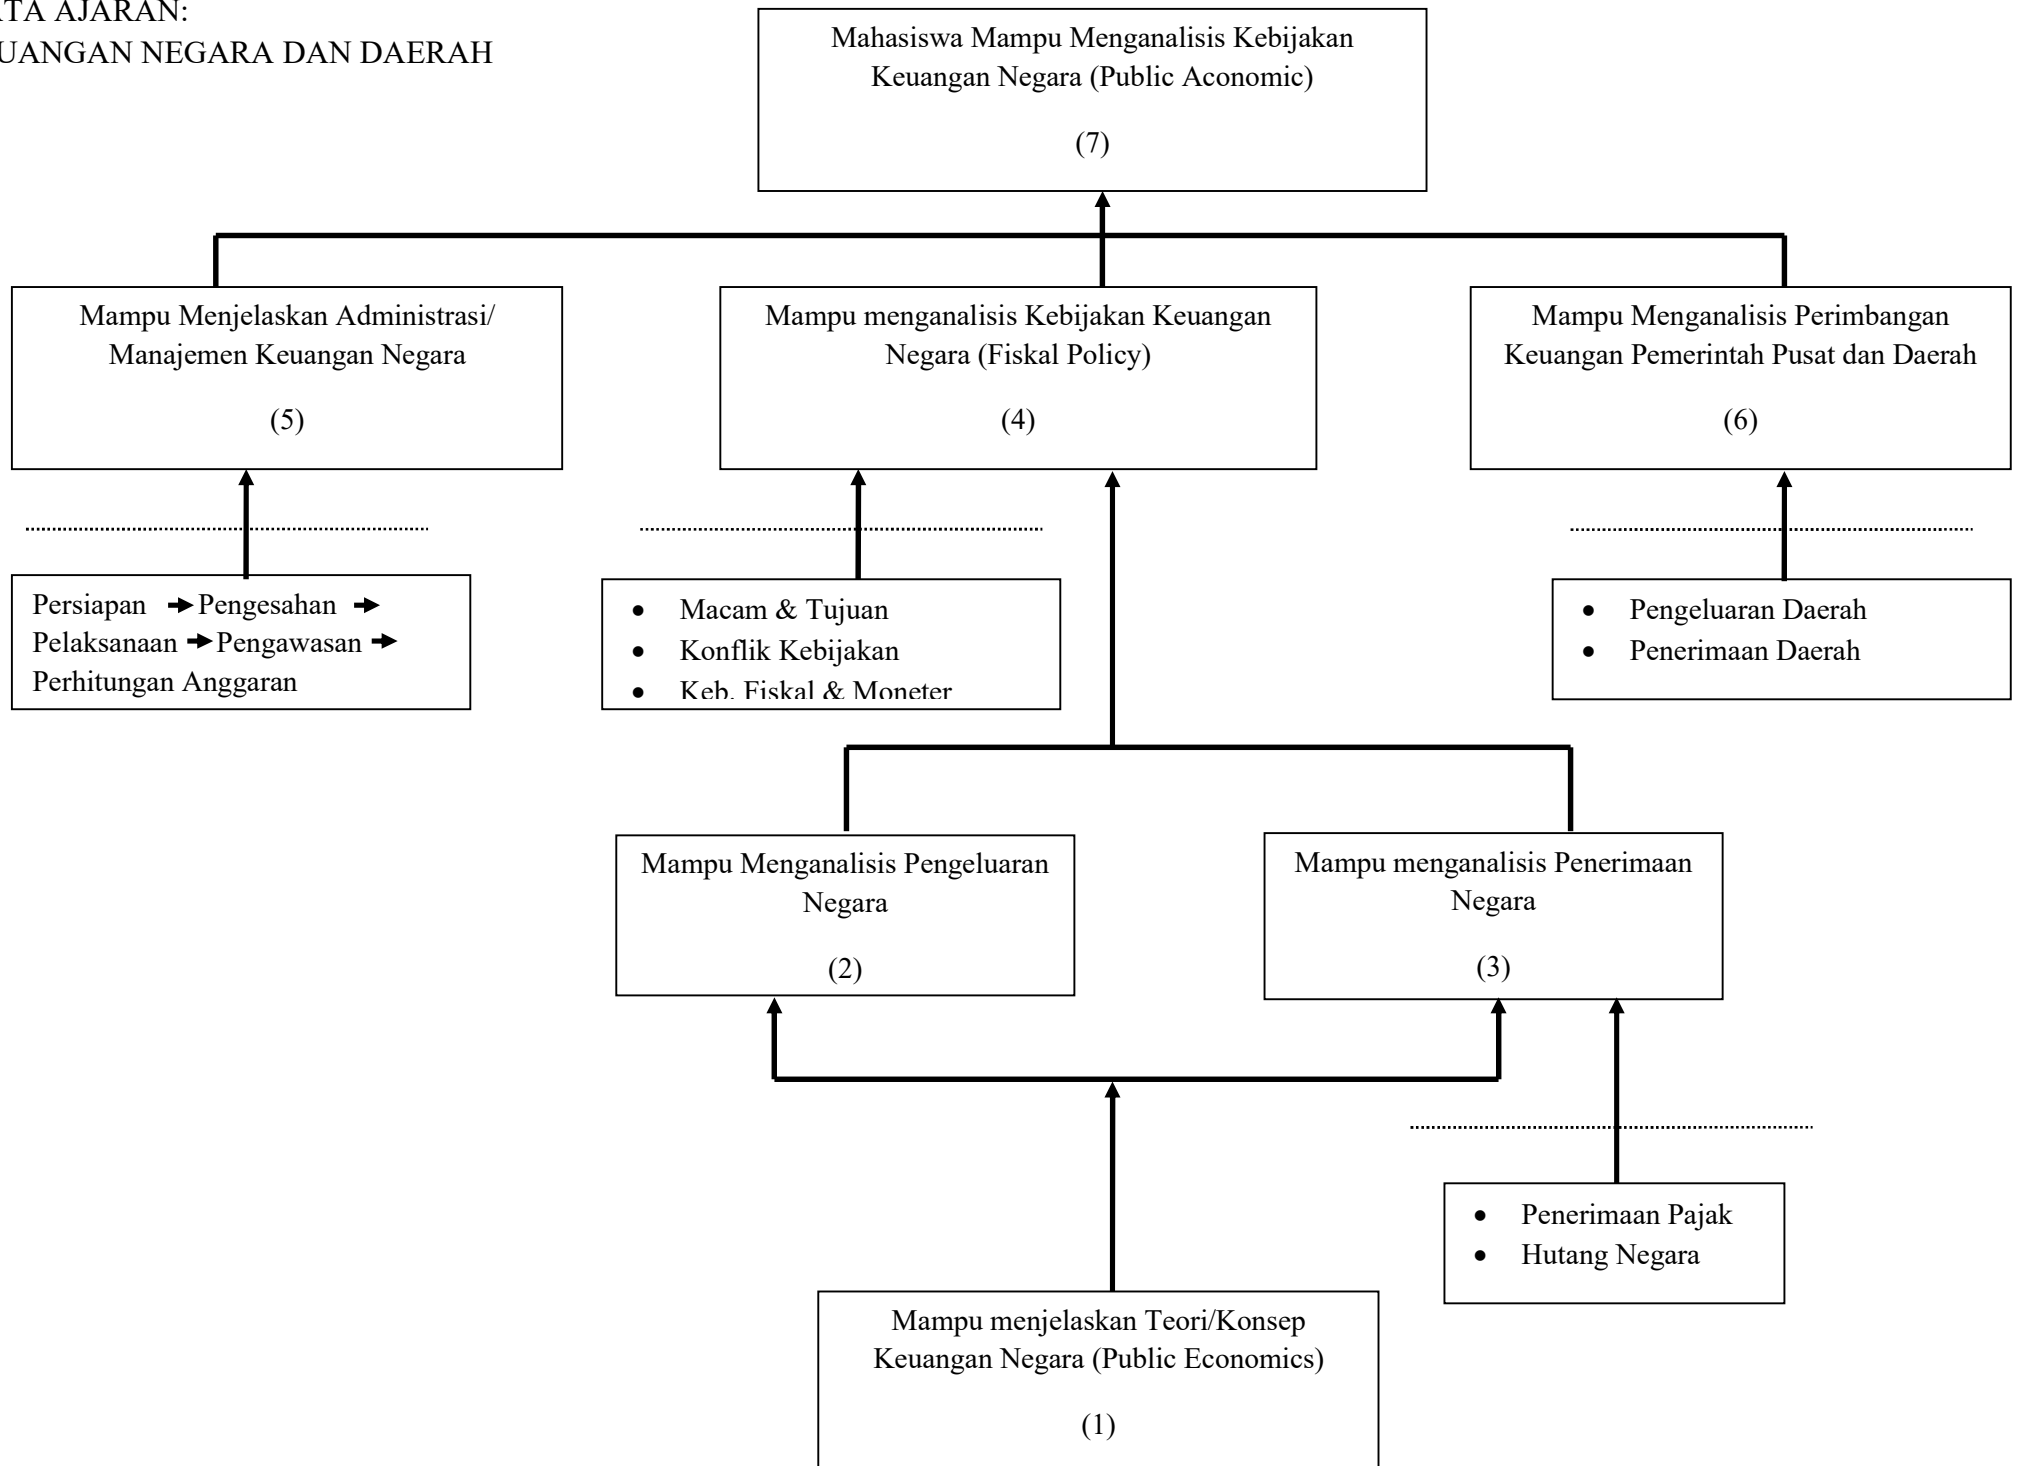 ATA AJARAN:
EUANGAN NEGARA DAN DAERAH
Mahasiswa Mampu Menganalisis Kebijakan
Keuangan Negara (Public Aconomic)
(7)
Mampu Menjelaskan Administrasi/
Manajemen Keuangan Negara
(5)
Mampu menganalisis Kebijakan Keuangan
Negara (Fiskal Policy)
(4)
Mampu Menganalisis Perimbangan
Keuangan Pemerintah Pusat dan Daerah
(6)
Persiapan → Pengesahan →
Pelaksanaan → Pengawasan →
Perhitungan Anggaran
• Macam & Tujuan
• Konflik Kebijakan
• Keb. Fiskal & Moneter
• Pengeluaran Daerah
• Penerimaan Daerah
Mampu Menganalisis Pengeluaran
Negara
(2)
Mampu menganalisis Penerimaan
Negara
(3)
• Penerimaan Pajak
• Hutang Negara
Mampu menjelaskan Teori/Konsep
Keuangan Negara (Public Economics)
(1)